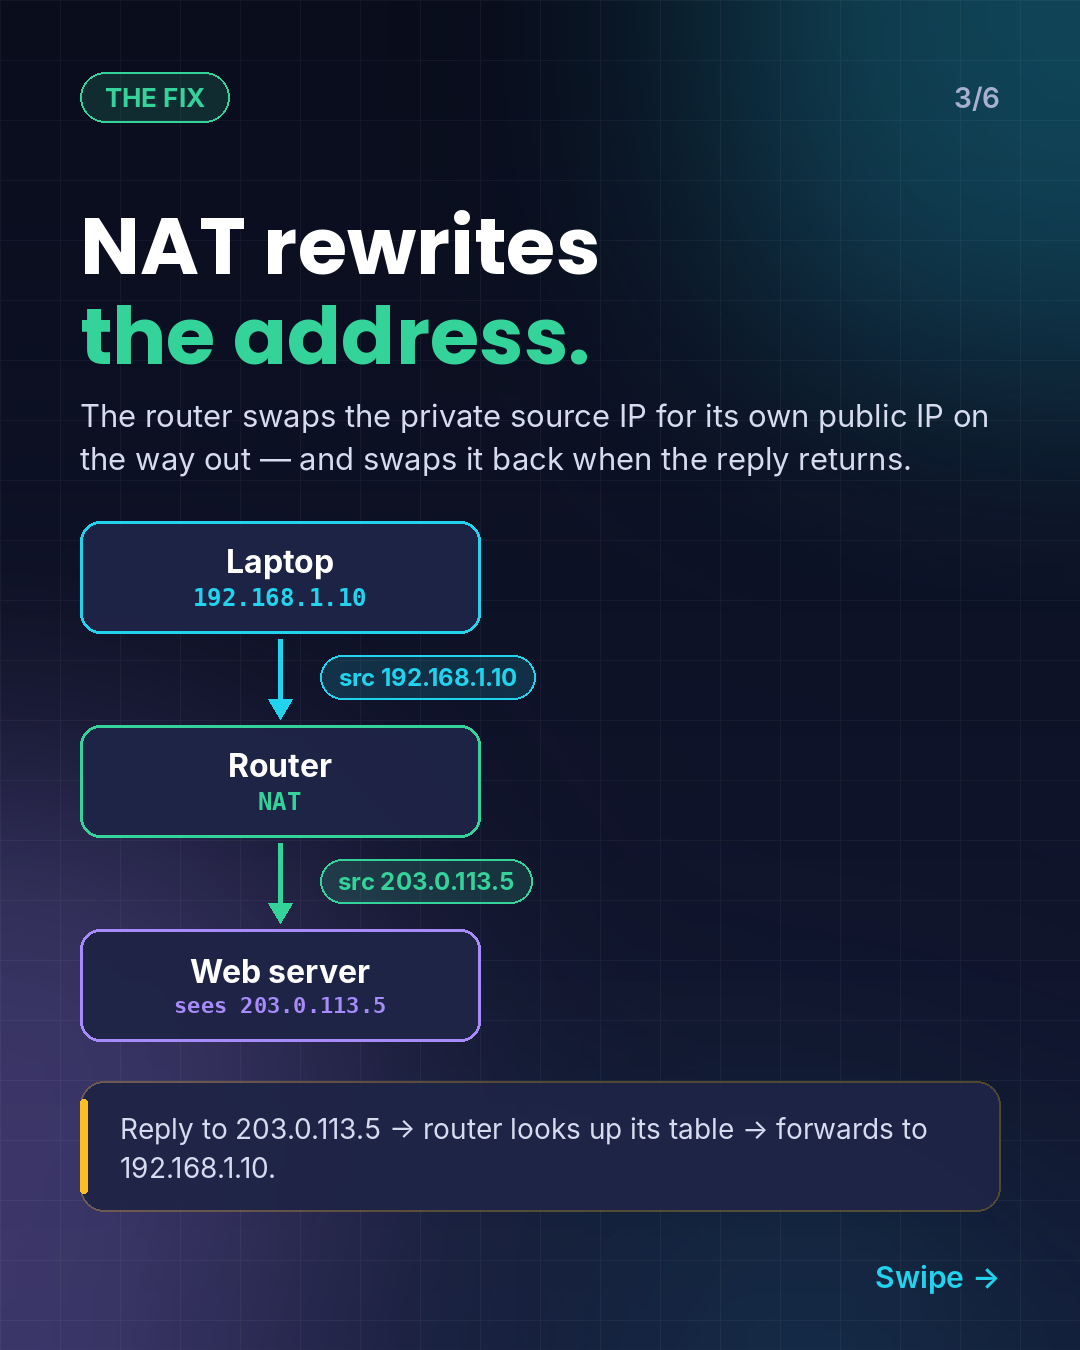 THE FIX
3/6
NAT rewrites
the address.
The router swaps the private source IP for its own public IP on
the way out — and swaps it back when the reply returns.
Laptop
192.168.1.10
src 192.168.1.10
Router
NAT
src 203.0.113.5
Web server
sees 203.0.113.5
Reply to 203.0.113.5 → router looks up its table → forwards to
192.168.1.10.
Swipe →